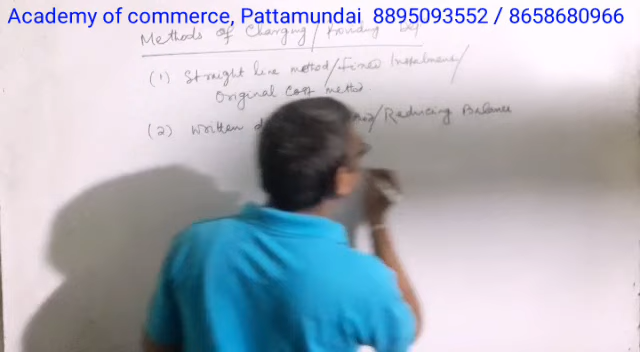 Academy of commerce, Pattamundai 8895093552 / 8658680966
Methods of Charging / Providing
(1) Straight line method / Fixed Instalment /
Original Cost method
(2) Written / Reducing Balance